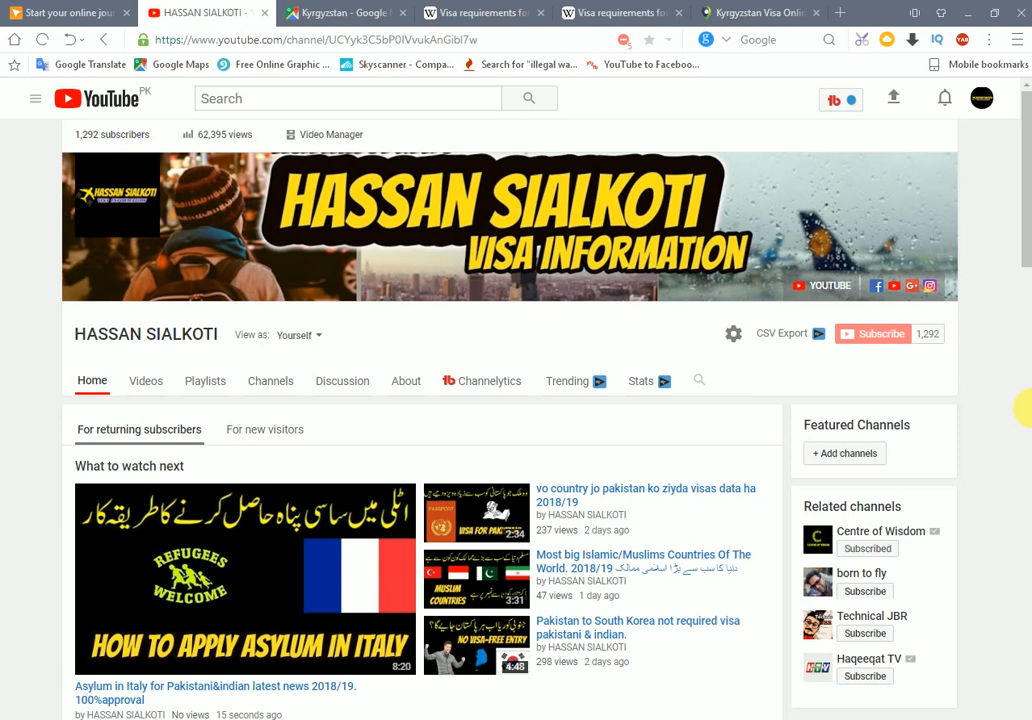 Start your online jour
HASSAN SIALKOTI - Y
Kyrgyzstan - Google M
Visa requirements fo
Visa requirements fo
Kyrgyzstan Visa Onlin
https://www.youtube.com/channel/UCYyk3C5bP0IVvukAnGibl7w
Google
Google Translate
Google Maps
Free Online Graphic ...
Skyscanner - Compa...
Search for "illegal wa...
YouTube to Faceboo...
Mobile bookmarks
YouTube PK
Search
1,292 subscribers
62,395 views
Video Manager
HASSAN SIALKOTI
VISA INFORMATION
HASSAN SIALKOTI
VISA INFORMATION
YOUTUBE
HASSAN SIALKOTI
View as: Yourself
CSV Export
Subscribe 1,292
Home
Videos
Playlists
Channels
Discussion
About
Channelytics
Trending
Stats
For returning subscribers
For new visitors
What to watch next
اٹلی میں سیاسی پناہ حاصل کرنے کا طریقہ کار
REFUGEES
WELCOME
HOW TO APPLY ASYLUM IN ITALY
8:20
Asylum in Italy for Pakistani&indian latest news 2018/19.
100%approval
by HASSAN SIALKOTI No views 15 seconds ago
PASSPORT
VISA FOR PAK
2:34
vo country jo pakistan ko ziyda visas data ha
2018/19
by HASSAN SIALKOTI
237 views 2 days ago
MUSLIM
COUNTRIES
3:31
Most big Islamic/Muslims Countries Of The
World. 2018/19 دنیا کا سب سے بڑا اسلامی ممالک
by HASSAN SIALKOTI
47 views 1 day ago
NO VISA-FREE ENTRY
4:48
Pakistan to South Korea not required visa
pakistani & indian.
by HASSAN SIALKOTI
298 views 2 days ago
Featured Channels
+ Add channels
Related channels
Centre of Wisdom
Subscribed
born to fly
Subscribe
Technical JBR
Subscribe
Haqeeqat TV
Subscribe